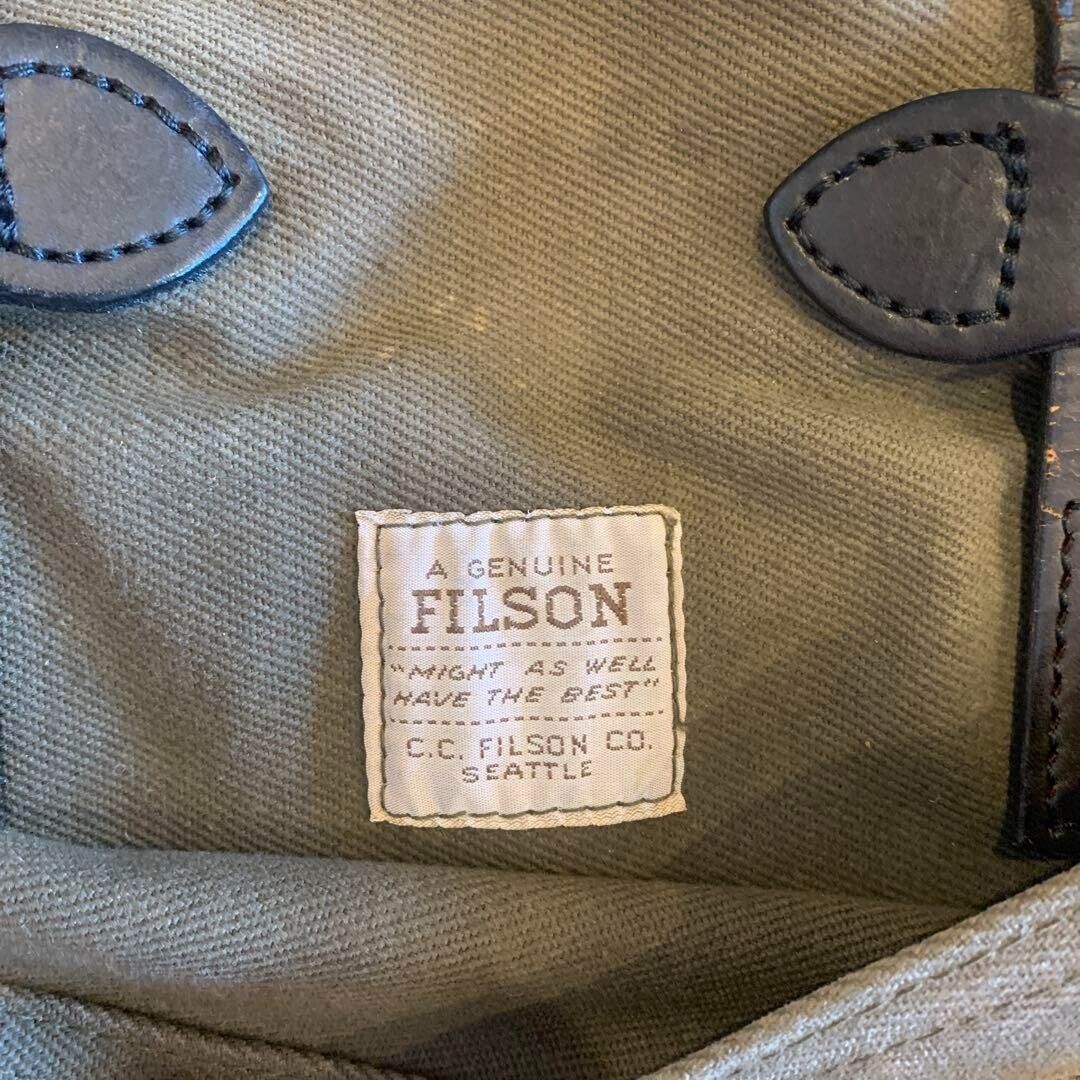 A GENUINE
FILSON
"MIGHT AS WELL
HAVE THE BEST"
C.C. FILSON CO.
SEATTLE